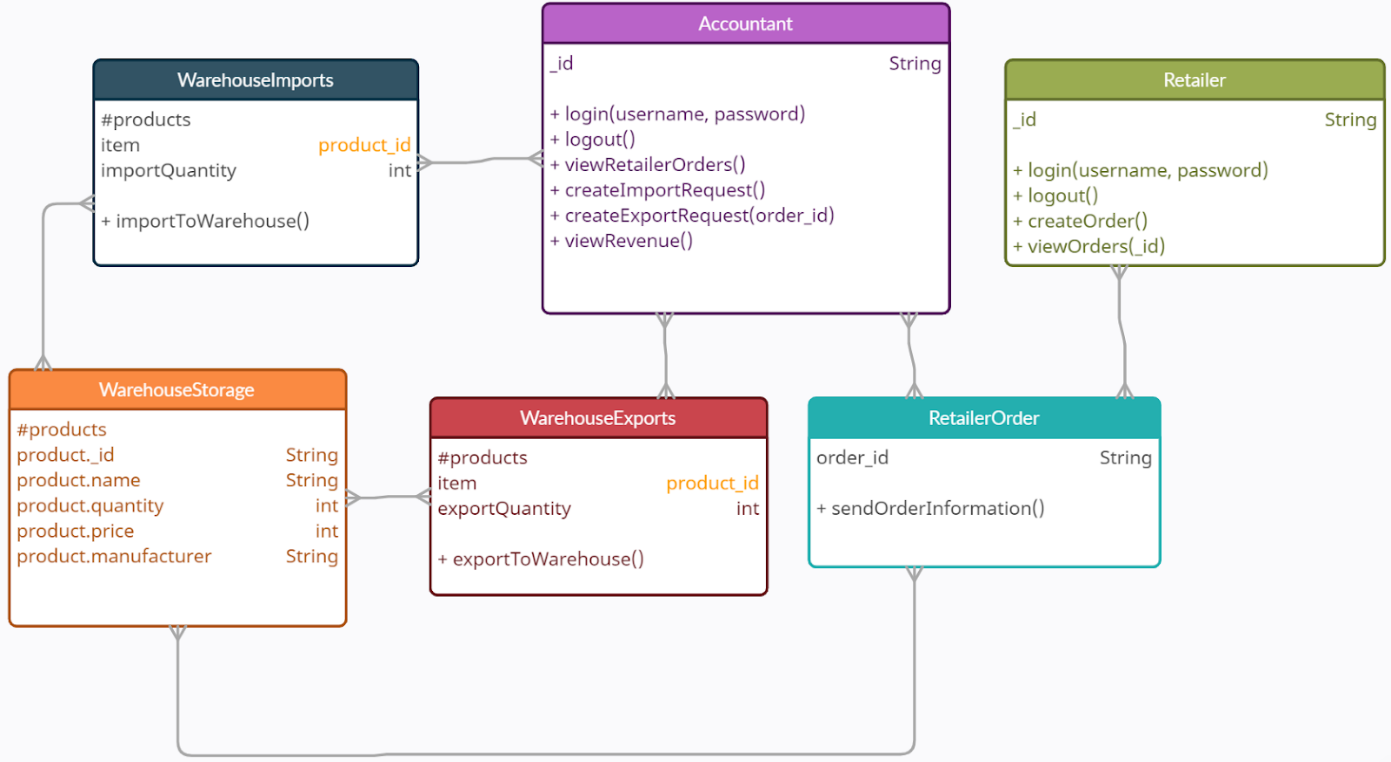 Accountant
_id String
+ login(username, password)
+ logout()
+ viewRetailerOrders()
+ createImportRequest()
+ createExportRequest(order_id)
+ viewRevenue()
WarehouseImports
#products
item product_id
importQuantity int
+ importToWarehouse()
Retailer
_id String
+ login(username, password)
+ logout()
+ createOrder()
+ viewOrders(_id)
WarehouseStorage
#products
product._id String
product.name String
product.quantity int
product.price int
product.manufacturer String
WarehouseExports
#products
item product_id
exportQuantity int
+ exportToWarehouse()
RetailerOrder
order_id String
+ sendOrderInformation()